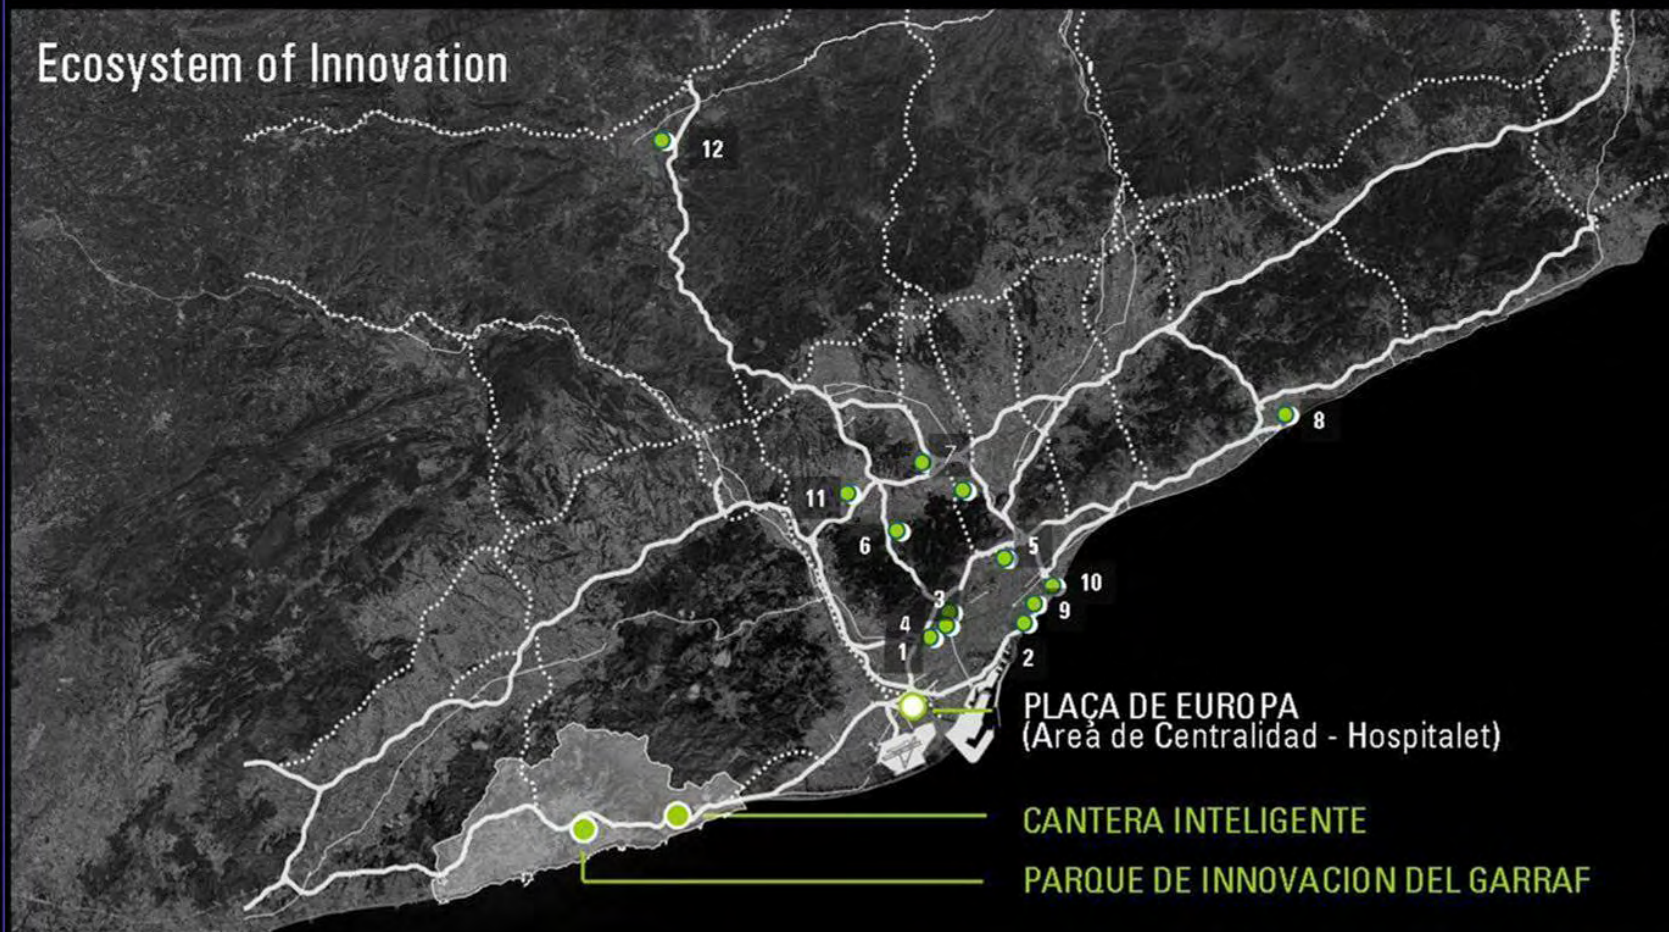 Ecosystem of Innovation
12
8
7
11
6
5
10
3
9
4
1
2
PLAÇA DE EUROPA
(Area de Centralidad - Hospitalet)
CANTERA INTELIGENTE
PARQUE DE INNOVACION DEL GARRAF